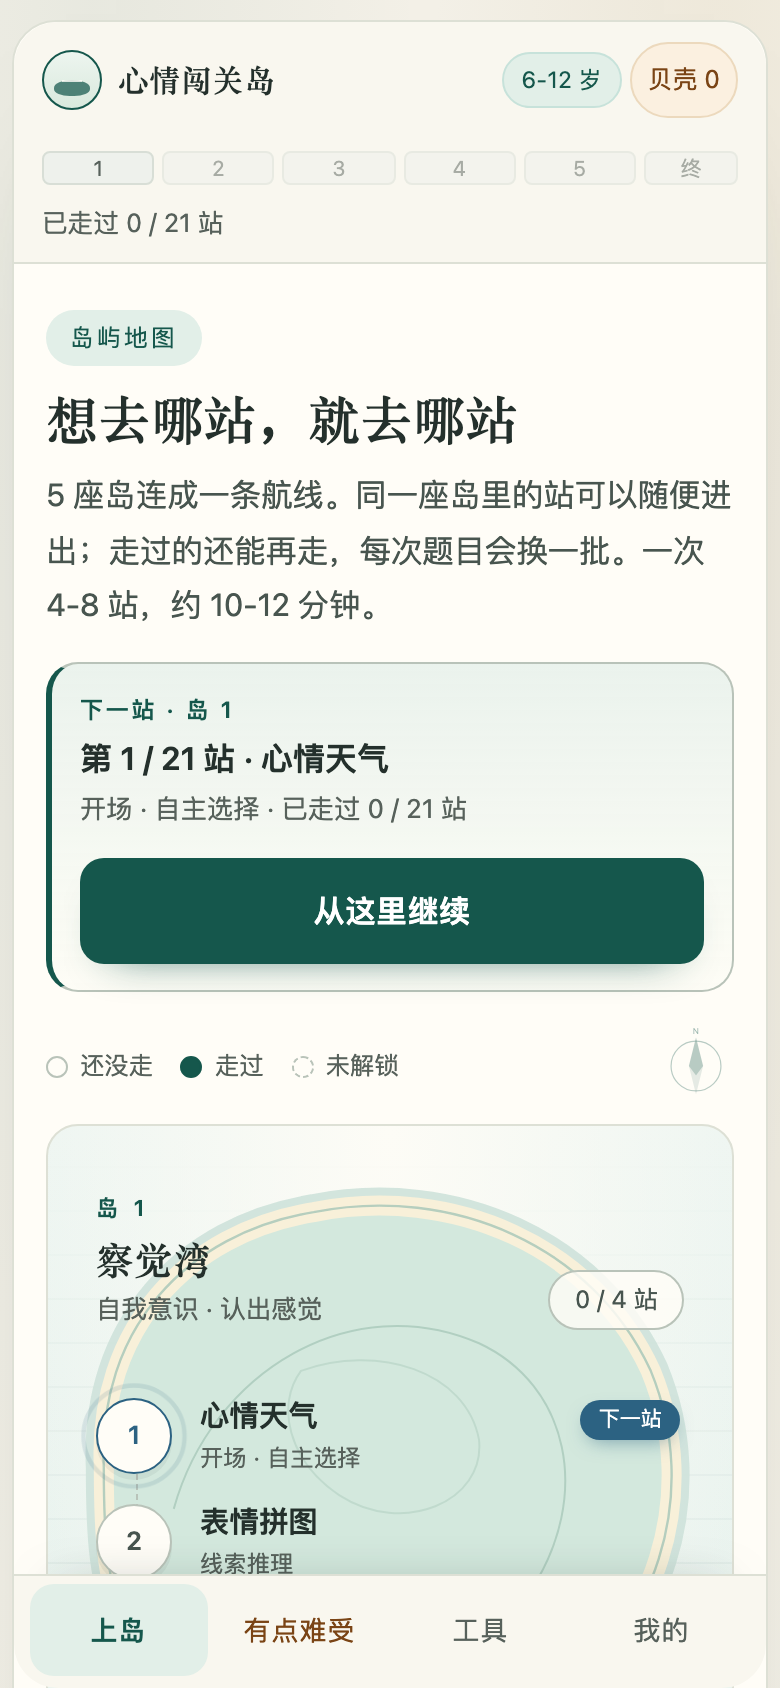 心情闯关岛
6-12 岁
贝壳 0
1 2 3 4 5 终
已走过 0 / 21 站
岛屿地图
想去哪站，就去哪站
5 座岛连成一条航线。同一座岛里的站可以随便进
出；走过的还能再走，每次题目会换一批。一次
4-8 站，约 10-12 分钟。
下一站 · 岛 1
第 1 / 21 站 · 心情天气
开场 · 自主选择 · 已走过 0 / 21 站
从这里继续
还没走 走过 未解锁
N
岛 1
察觉湾
自我意识 · 认出感觉
0 / 4 站
1 心情天气 下一站
开场 · 自主选择
2 表情拼图
线索推理
上岛 有点难受 工具 我的